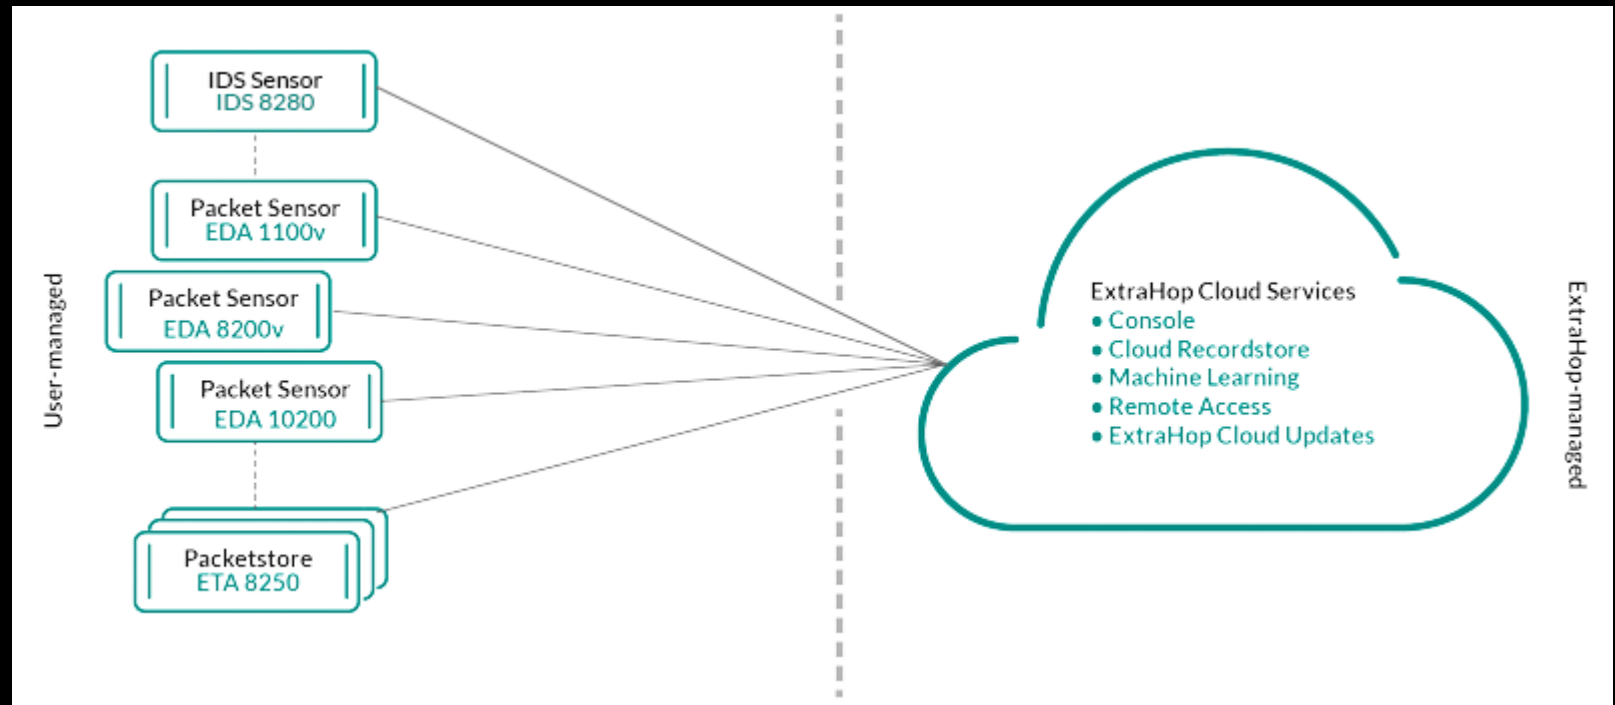 User-managed
IDS Sensor
IDS 8280
Packet Sensor
EDA 1100v
Packet Sensor
EDA 8200v
Packet Sensor
EDA 10200
Packetstore
ETA 8250
ExtraHop Cloud Services
• Console
• Cloud Recordstore
• Machine Learning
• Remote Access
• ExtraHop Cloud Updates
ExtraHop-managed